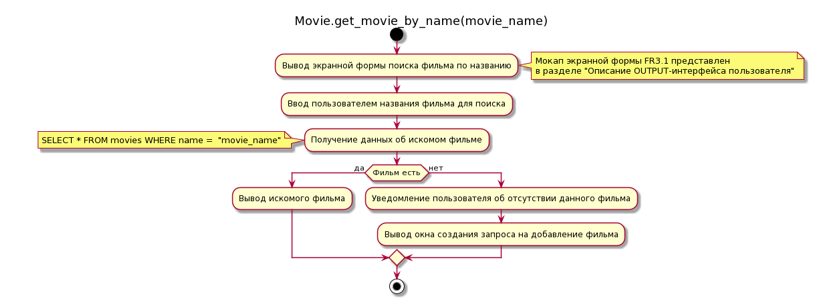 Movie.get_movie_by_name(movie_name)
Вывод экранной формы поиска фильма по названию
Мокап экранной формы FR3.1 представлен
в разделе "Описание OUTPUT-интерфейса пользователя"
Ввод пользователем названия фильма для поиска
SELECT * FROM movies WHERE name = "movie_name"
Получение данных об искомом фильме
да
Фильм есть
нет
Вывод искомого фильма
Уведомление пользователя об отсутствии данного фильма
Вывод окна создания запроса на добавление фильма